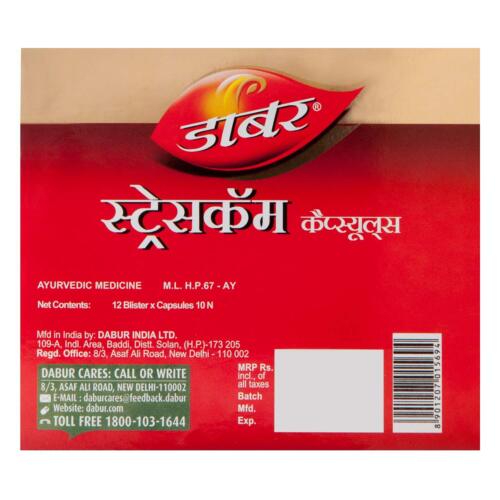 डाबर®
स्ट्रेसकॅम कैप्स्यूल्स
AYURVEDIC MEDICINE M.L. H.P.67 - AY
Net Contents: 12 Blister x Capsules 10 N
Mfd in India by: DABUR INDIA LTD.
109-A, Indl. Area, Baddi, Distt. Solan, (H.P.)-173 205
Regd. Office: 8/3, Asaf Ali Road, New Delhi - 110 002
DABUR CARES: CALL OR WRITE
8/3, ASAF ALI ROAD, NEW DELHI-110002
E-MAIL : daburcares@feedback.dabur
Website: dabur.com
TOLL FREE 1800-103-1644
MRP Rs.
incl., of
all taxes
Batch
Mfd.
Exp.
8901207015694